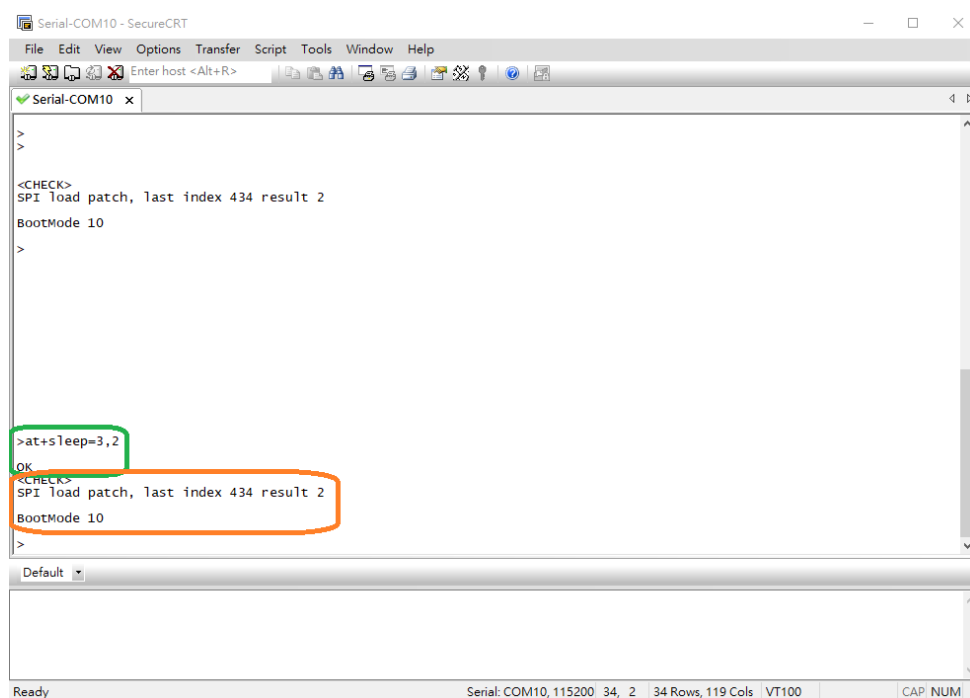 Serial-COM10 - SecureCRT
File Edit View Options Transfer Script Tools Window Help
Enter host <Alt+R>
Serial-COM10
>
>
<CHECK>
SPI load patch, last index 434 result 2
BootMode 10
>
>at+sleep=3,2
OK
<CHECK>
SPI load patch, last index 434 result 2
BootMode 10
>
Default
Ready Serial: COM10, 115200 34, 2 34 Rows, 119 Cols VT100 CAP NUM